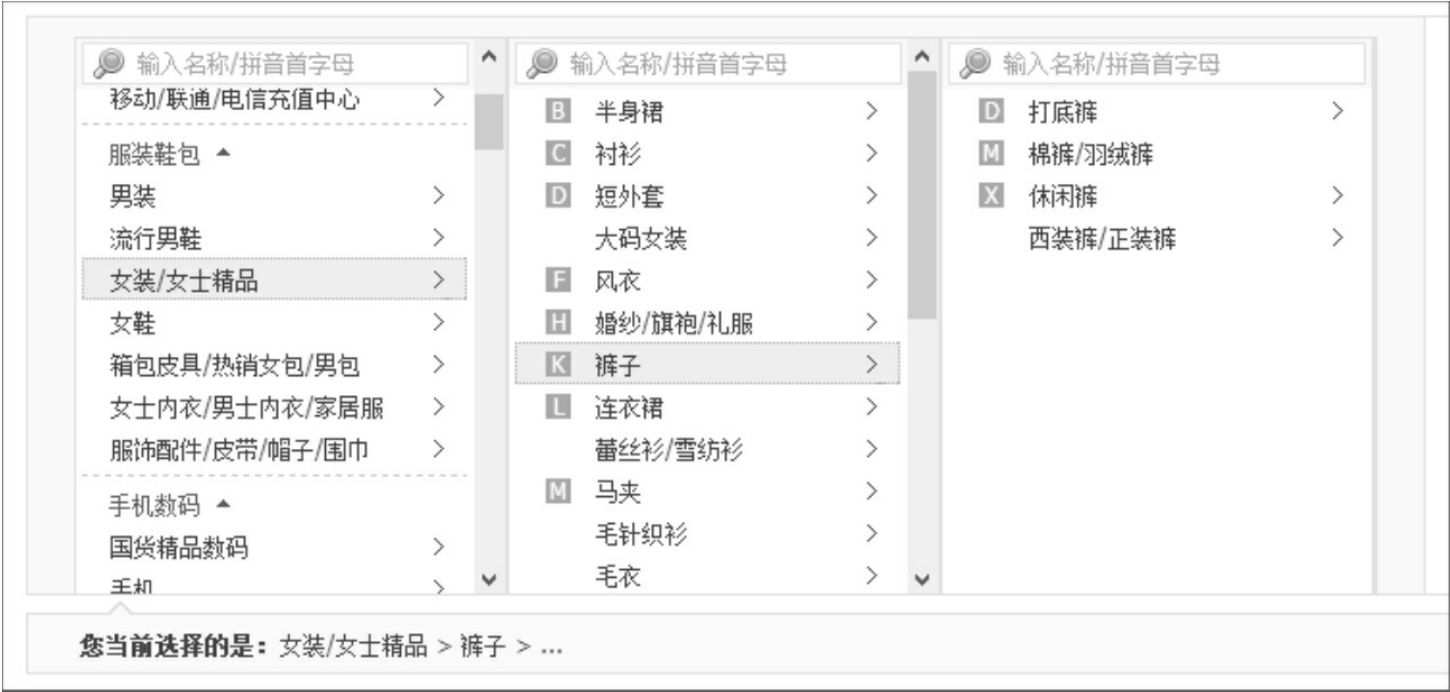 输入名称/拼音首字母
移动/联通/电信充值中心 >
服装鞋包
男装 >
流行男鞋 >
女装/女士精品 >
女鞋 >
箱包皮具/热销女包/男包 >
女士内衣/男士内衣/家居服 >
服饰配件/皮带/帽子/围巾 >
手机数码
国货精品数码 >
手机 >
输入名称/拼音首字母
B 半身裙 >
C 衬衫 >
D 短外套 >
大码女装 >
F 风衣 >
H 婚纱/旗袍/礼服 >
K 裤子 >
L 连衣裙 >
蕾丝衫/雪纺衫 >
M 马夹 >
毛针织衫 >
毛衣 >
输入名称/拼音首字母
D 打底裤 >
M 棉裤/羽绒裤
X 休闲裤 >
西装裤/正装裤 >
您当前选择的是：女装/女士精品 > 裤子 > ...